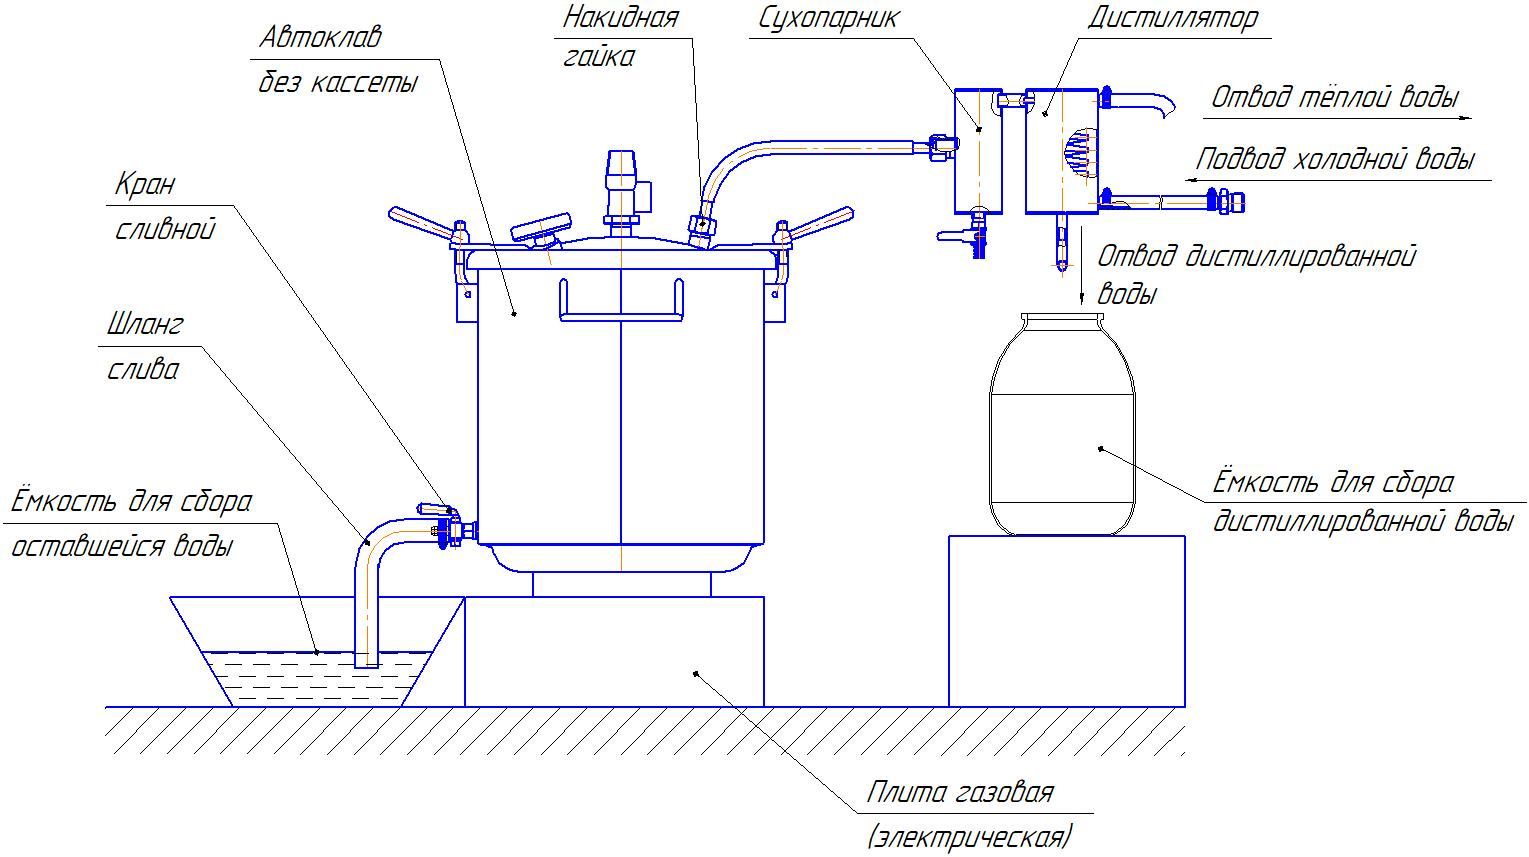 Автоклав
без кассеты
Накидная
гайка
Сухопарник
Дистиллятор
Отвод тёплой воды
Подвод холодной воды
Кран
сливной
Отвод дистиллированной
воды
Шланг
слива
Ёмкость для сбора
оставшейся воды
Ёмкость для сбора
дистиллированной воды
Плита газовая
(электрическая)